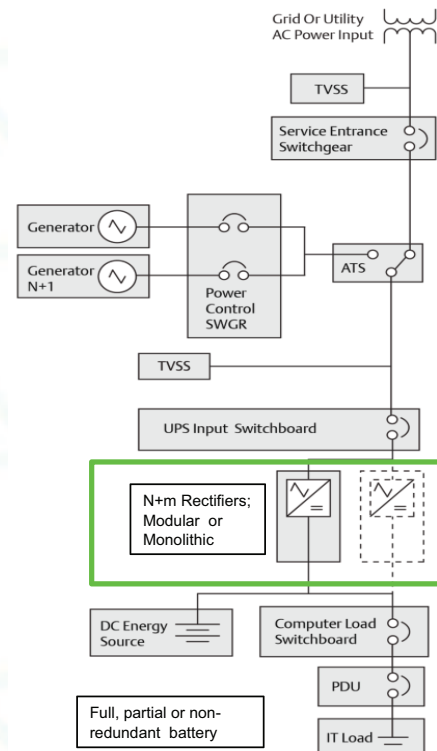 Grid Or Utility
AC Power Input
TVSS
Service Entrance
Switchgear
Generator
Generator
N+1
Power
Control
SWGR
ATS
TVSS
UPS Input Switchboard
N+m Rectifiers;
Modular or
Monolithic
DC Energy
Source
Computer Load
Switchboard
PDU
Full, partial or non-
redundant battery
IT Load